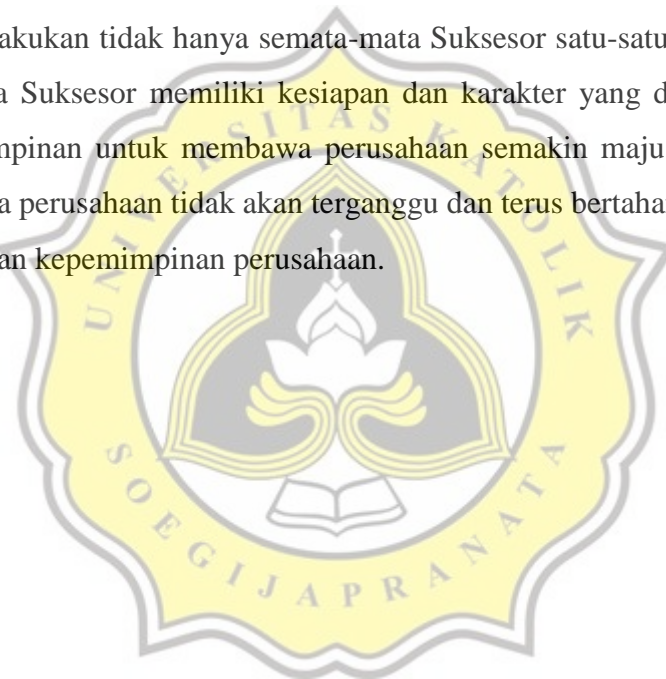 akukan tidak hanya semata-mata Suksesor satu-satu
a Suksesor memiliki kesiapan dan karakter yang d
mpinan untuk membawa perusahaan semakin maju
a perusahaan tidak akan terganggu dan terus bertahan
an kepemimpinan perusahaan.
UNIVERSITAS KATOLIK
SOEGIJAPRANATA